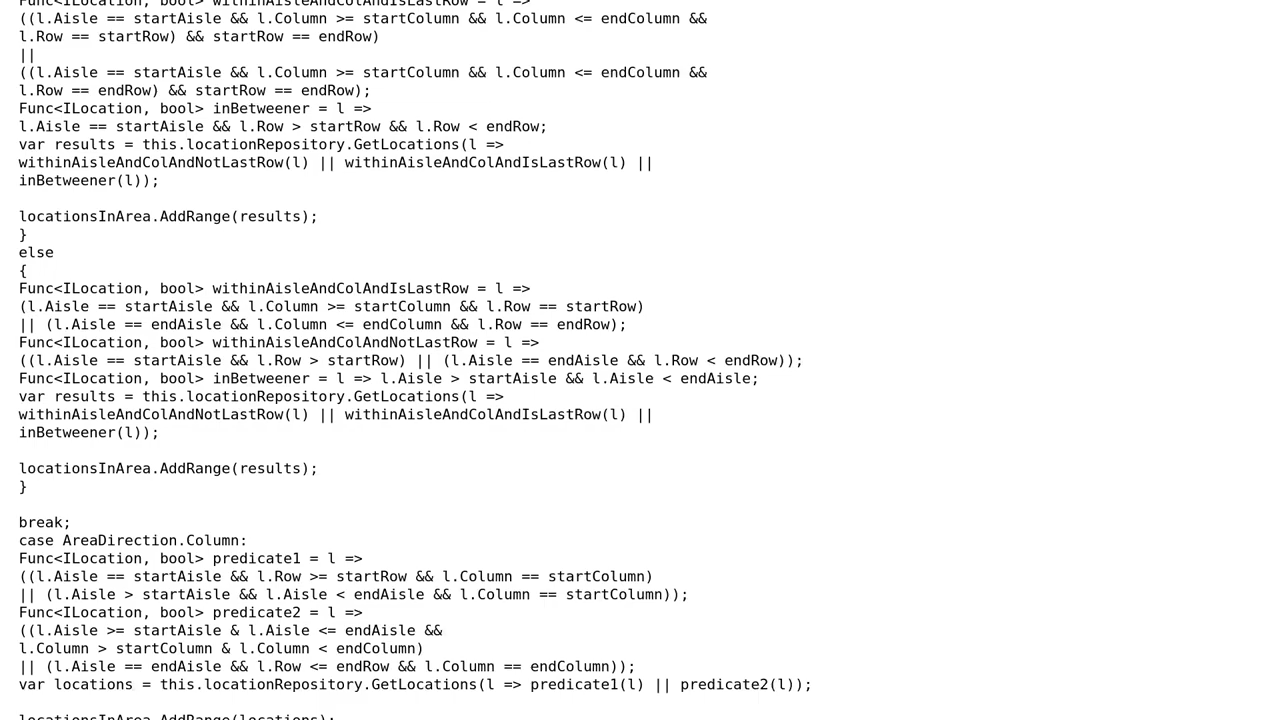 Func<ILocation, bool> withinAisleAndColAndIsLastRow = l =>
((l.Aisle == startAisle && l.Column >= startColumn && l.Column <= endColumn &&
l.Row == startRow) && startRow == endRow)
||
((l.Aisle == startAisle && l.Column >= startColumn && l.Column <= endColumn &&
l.Row == endRow) && startRow == endRow);
Func<ILocation, bool> inBetweener = l =>
l.Aisle == startAisle && l.Row > startRow && l.Row < endRow;
var results = this.locationRepository.GetLocations(l =>
withinAisleAndColAndNotLastRow(l) || withinAisleAndColAndIsLastRow(l) ||
inBetweener(l));

locationsInArea.AddRange(results);
}
else
{
Func<ILocation, bool> withinAisleAndColAndIsLastRow = l =>
(l.Aisle == startAisle && l.Column >= startColumn && l.Row == startRow)
|| (l.Aisle == endAisle && l.Column <= endColumn && l.Row == endRow);
Func<ILocation, bool> withinAisleAndColAndNotLastRow = l =>
((l.Aisle == startAisle && l.Row > startRow) || (l.Aisle == endAisle && l.Row < endRow));
Func<ILocation, bool> inBetweener = l => l.Aisle > startAisle && l.Aisle < endAisle;
var results = this.locationRepository.GetLocations(l =>
withinAisleAndColAndNotLastRow(l) || withinAisleAndColAndIsLastRow(l) ||
inBetweener(l));

locationsInArea.AddRange(results);
}

break;
case AreaDirection.Column:
Func<ILocation, bool> predicate1 = l =>
((l.Aisle == startAisle && l.Row >= startRow && l.Column == startColumn)
|| (l.Aisle > startAisle && l.Aisle < endAisle && l.Column == startColumn));
Func<ILocation, bool> predicate2 = l =>
((l.Aisle >= startAisle & l.Aisle <= endAisle &&
l.Column > startColumn & l.Column < endColumn)
|| (l.Aisle == endAisle && l.Row <= endRow && l.Column == endColumn));
var locations = this.locationRepository.GetLocations(l => predicate1(l) || predicate2(l));

locationsInArea.AddRange(locations);